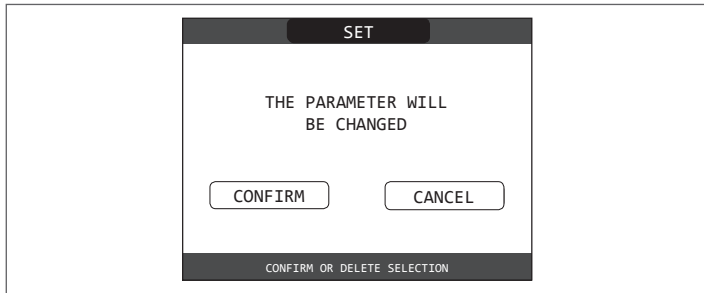 SET
THE PARAMETER WILL
BE CHANGED
CONFIRM CANCEL
CONFIRM OR DELETE SELECTION